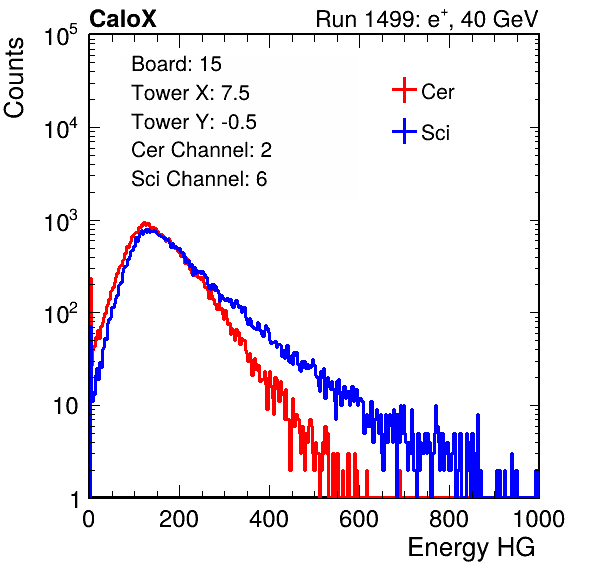 CaloX Run 1499: e⁺, 40 GeV
Counts
10⁵
10⁴
10³
10²
10
1
Board: 15
Tower X: 7.5
Tower Y: -0.5
Cer Channel: 2
Sci Channel: 6
Cer
Sci
0 200 400 600 800 1000
Energy HG